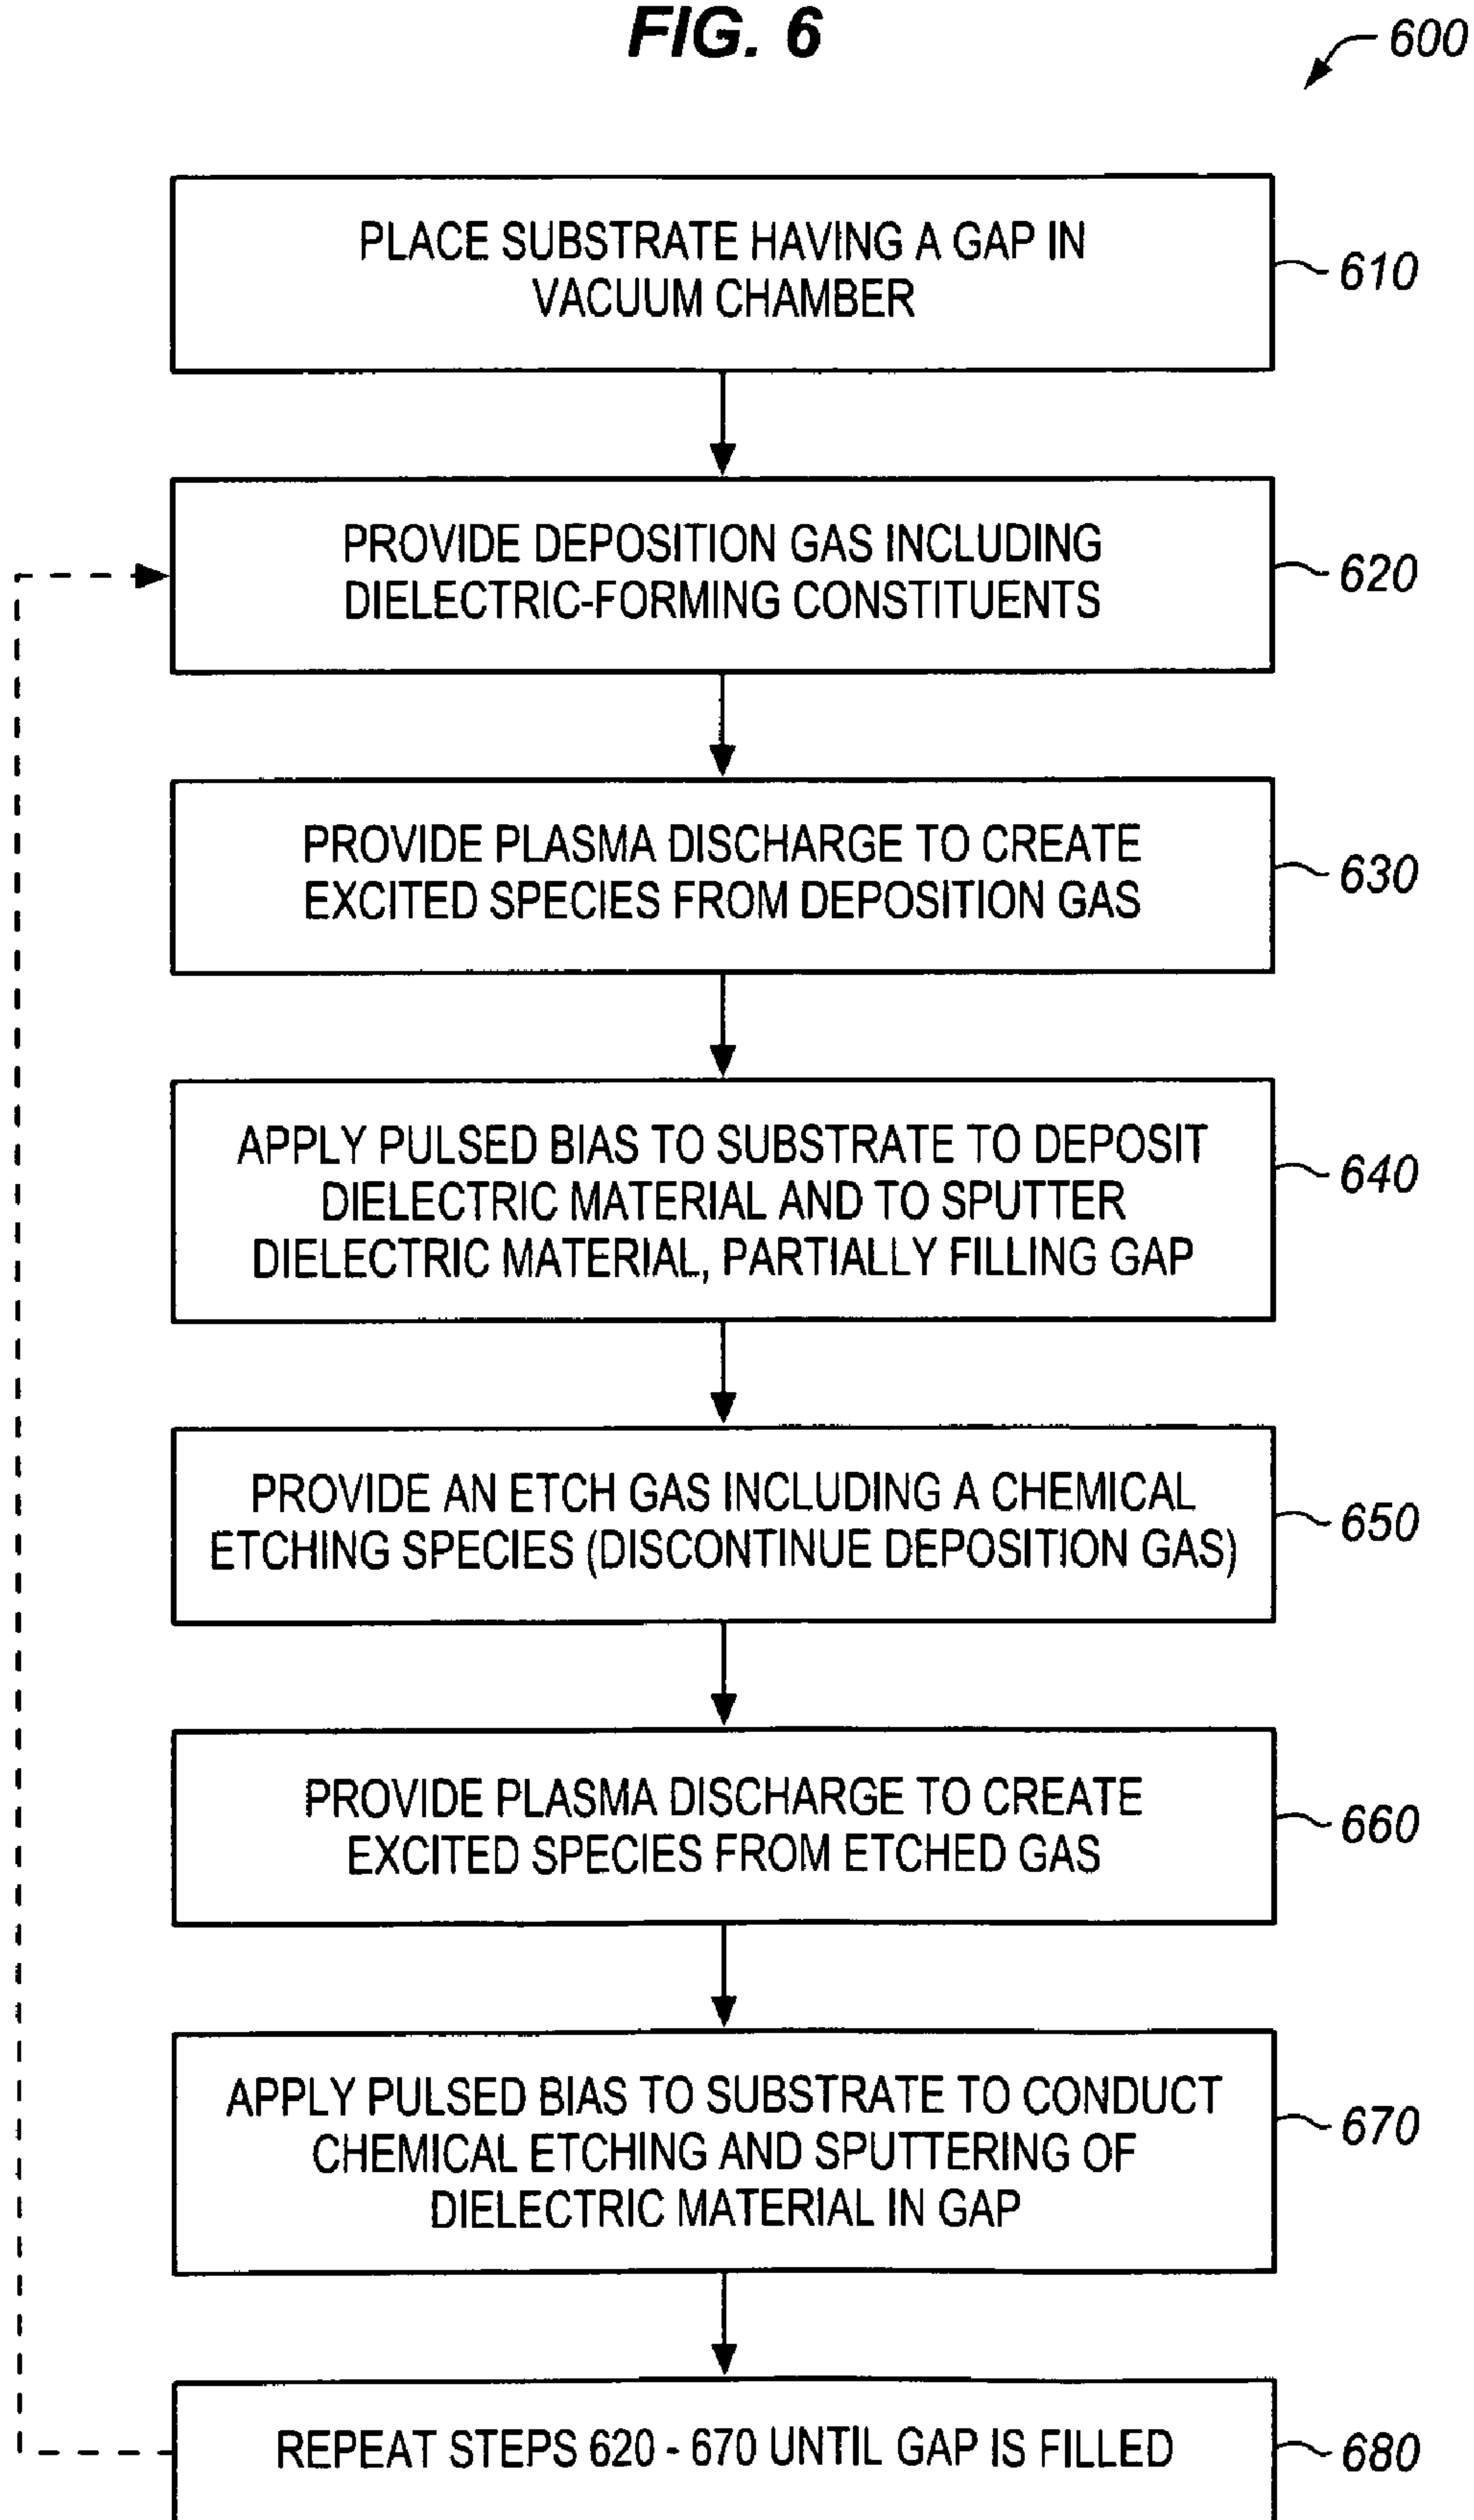 FIG. 6
600
PLACE SUBSTRATE HAVING A GAP IN
VACUUM CHAMBER
610
PROVIDE DEPOSITION GAS INCLUDING
DIELECTRIC-FORMING CONSTITUENTS
620
PROVIDE PLASMA DISCHARGE TO CREATE
EXCITED SPECIES FROM DEPOSITION GAS
630
APPLY PULSED BIAS TO SUBSTRATE TO DEPOSIT
DIELECTRIC MATERIAL AND TO SPUTTER
DIELECTRIC MATERIAL, PARTIALLY FILLING GAP
640
PROVIDE AN ETCH GAS INCLUDING A CHEMICAL
ETCHING SPECIES (DISCONTINUE DEPOSITION GAS)
650
PROVIDE PLASMA DISCHARGE TO CREATE
EXCITED SPECIES FROM ETCHED GAS
660
APPLY PULSED BIAS TO SUBSTRATE TO CONDUCT
CHEMICAL ETCHING AND SPUTTERING OF
DIELECTRIC MATERIAL IN GAP
670
REPEAT STEPS 620 - 670 UNTIL GAP IS FILLED
680